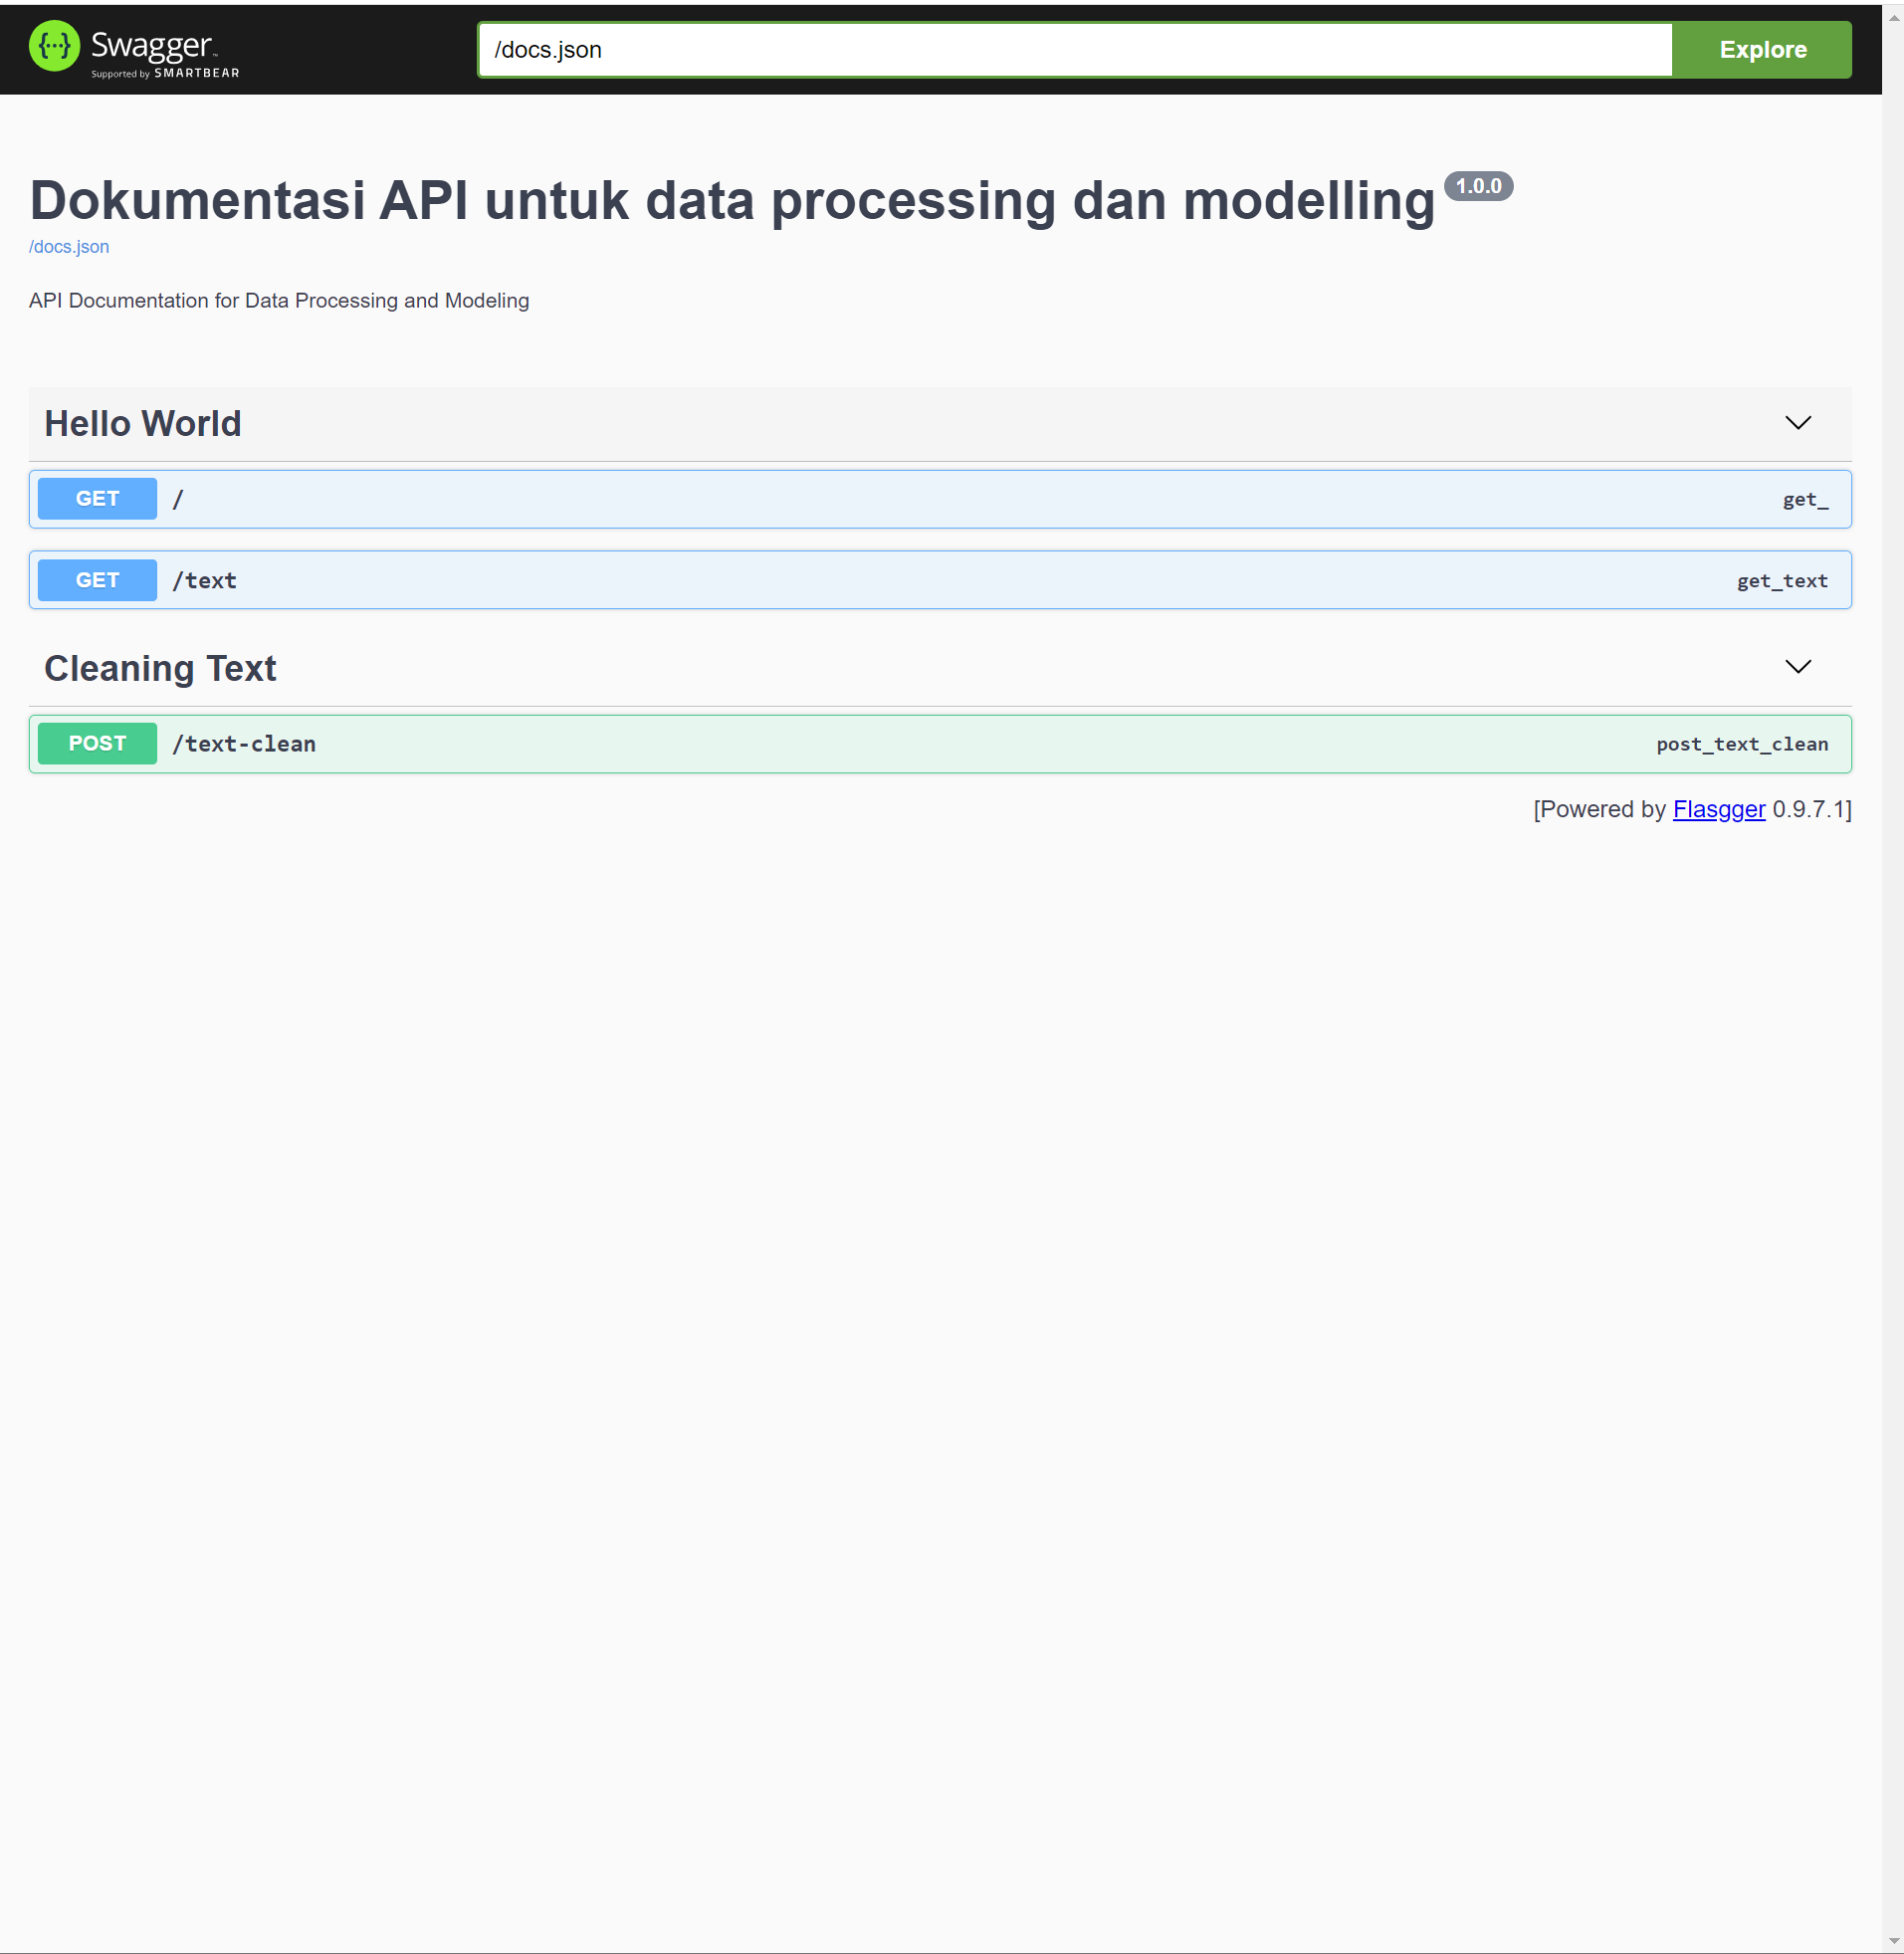 Swagger™
Supported by SMARTBEAR
/docs.json
Explore
Dokumentasi API untuk data processing dan modelling 1.0.0
/docs.json
API Documentation for Data Processing and Modeling
Hello World
GET / get_
GET /text get_text
Cleaning Text
POST /text-clean post_text_clean
[Powered by Flasgger 0.9.7.1]